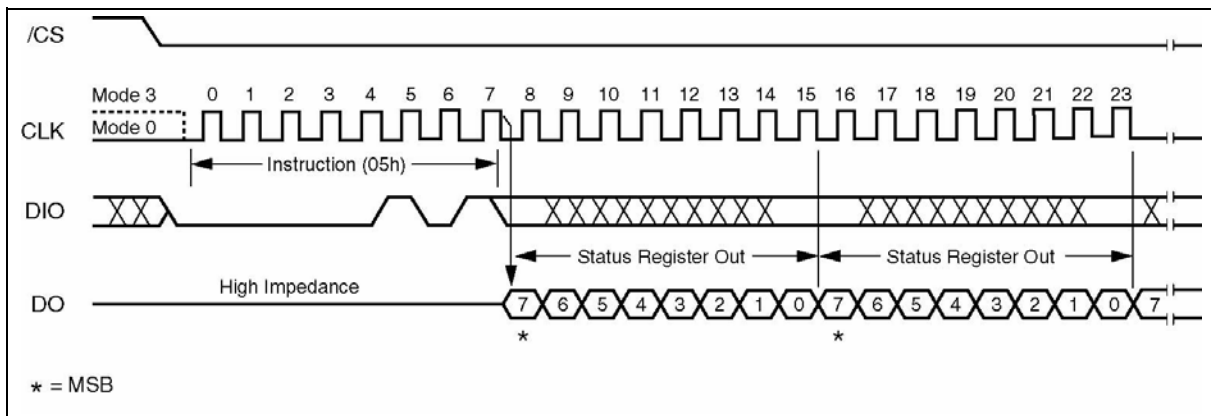 /CS
Mode 3
0 1 2 3 4 5 6 7 8 9 10 11 12 13 14 15 16 17 18 19 20 21 22 23
CLK
Mode 0
Instruction (05h)
DIO
Status Register Out
Status Register Out
High Impedance
DO
7 6 5 4 3 2 1 0 7 6 5 4 3 2 1 0 7
* *
* = MSB